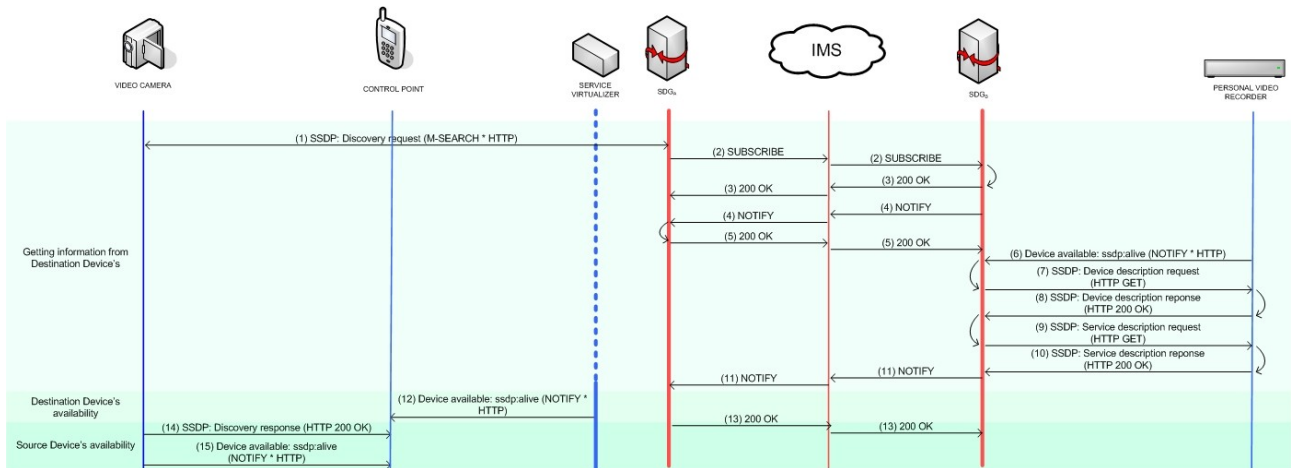 IMS
VIDEO CAMERA
CONTROL POINT
SERVICE
VIRTUALIZER
SDGs
SDGD
PERSONAL VIDEO
RECORDER
(1) SSDP: Discovery request (M-SEARCH * HTTP)
(2) SUBSCRIBE
(2) SUBSCRIBE
(3) 200 OK
(3) 200 OK
(4) NOTIFY
(4) NOTIFY
(5) 200 OK
(5) 200 OK
Getting information from
Destination Device's
(6) Device available: ssdp:alive (NOTIFY * HTTP)
(7) SSDP: Device description request
(HTTP GET)
(8) SSDP: Device description reponse
(HTTP 200 OK)
(9) SSDP: Service description request
(HTTP GET)
(10) SSDP: Service description reponse
(HTTP 200 OK)
(11) NOTIFY
(11) NOTIFY
Destination Device's
availability
(12) Device available: ssdp:alive (NOTIFY *
HTTP)
(13) 200 OK
(13) 200 OK
(14) SSDP: Discovery response (HTTP 200 OK)
Source Device's availability
(15) Device available: ssdp:alive
(NOTIFY * HTTP)